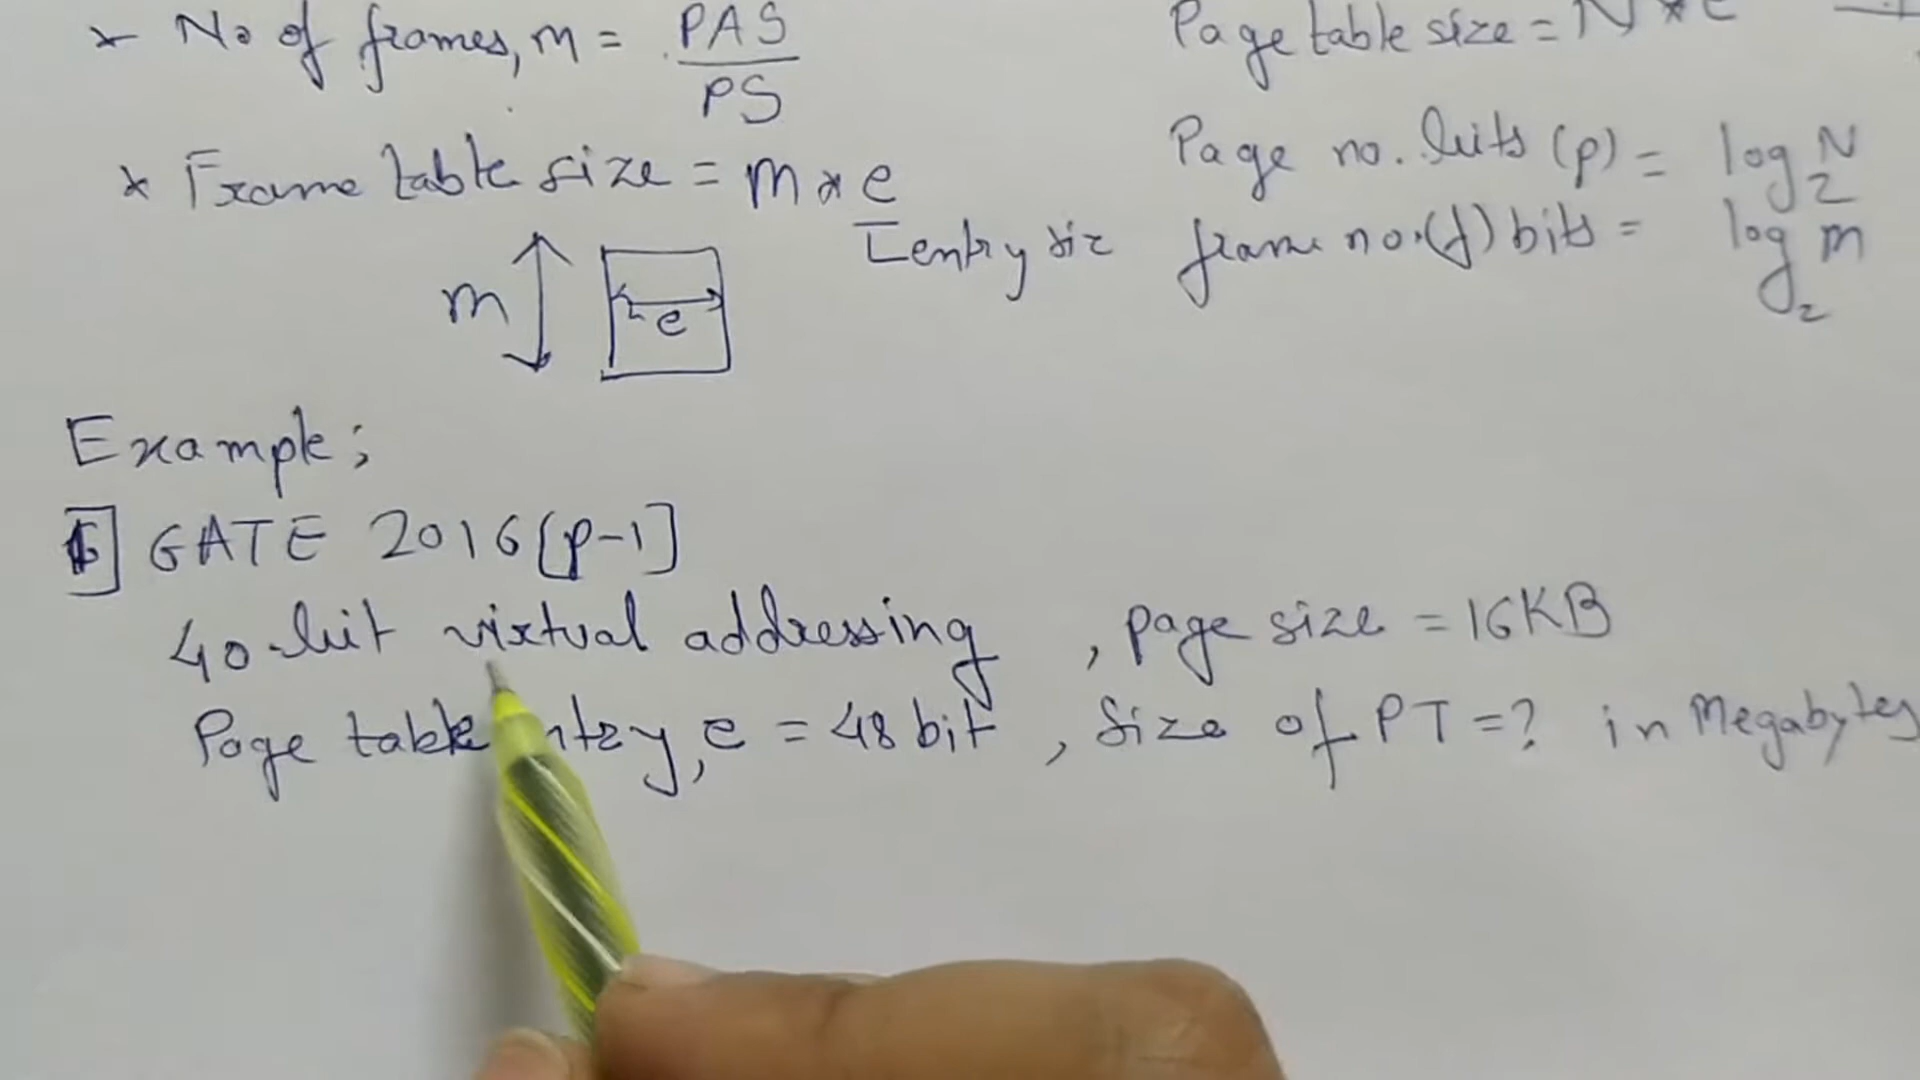 * No of frames, m = PAS / PS
* Frame table size = m * e
entry siz
m
e
Page table size = N * e
Page no. bits (p) = log₂ N
frame no. (f) bits = log₂ m
Example;
1 GATE 2016 [p-1]
40-bit virtual addressing, page size = 16KB
Page table entry, e = 48 bit, Size of PT = ? in Megabytes